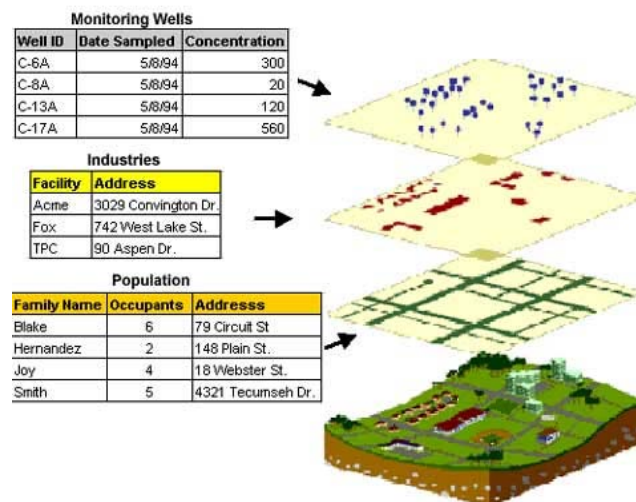 Monitoring Wells
Well ID Date Sampled Concentration
C-6A 5/8/94 300
C-8A 5/8/94 20
C-13A 5/8/94 120
C-17A 5/8/94 560
Industries
Facility Address
Acme 3029 Convington Dr.
Fox 742 West Lake St.
TPC 90 Aspen Dr.
Population
Family Name Occupants Addresss
Blake 6 79 Circuit St
Hernandez 2 148 Plain St.
Joy 4 18 Webster St.
Smith 5 4321 Tecumseh Dr.